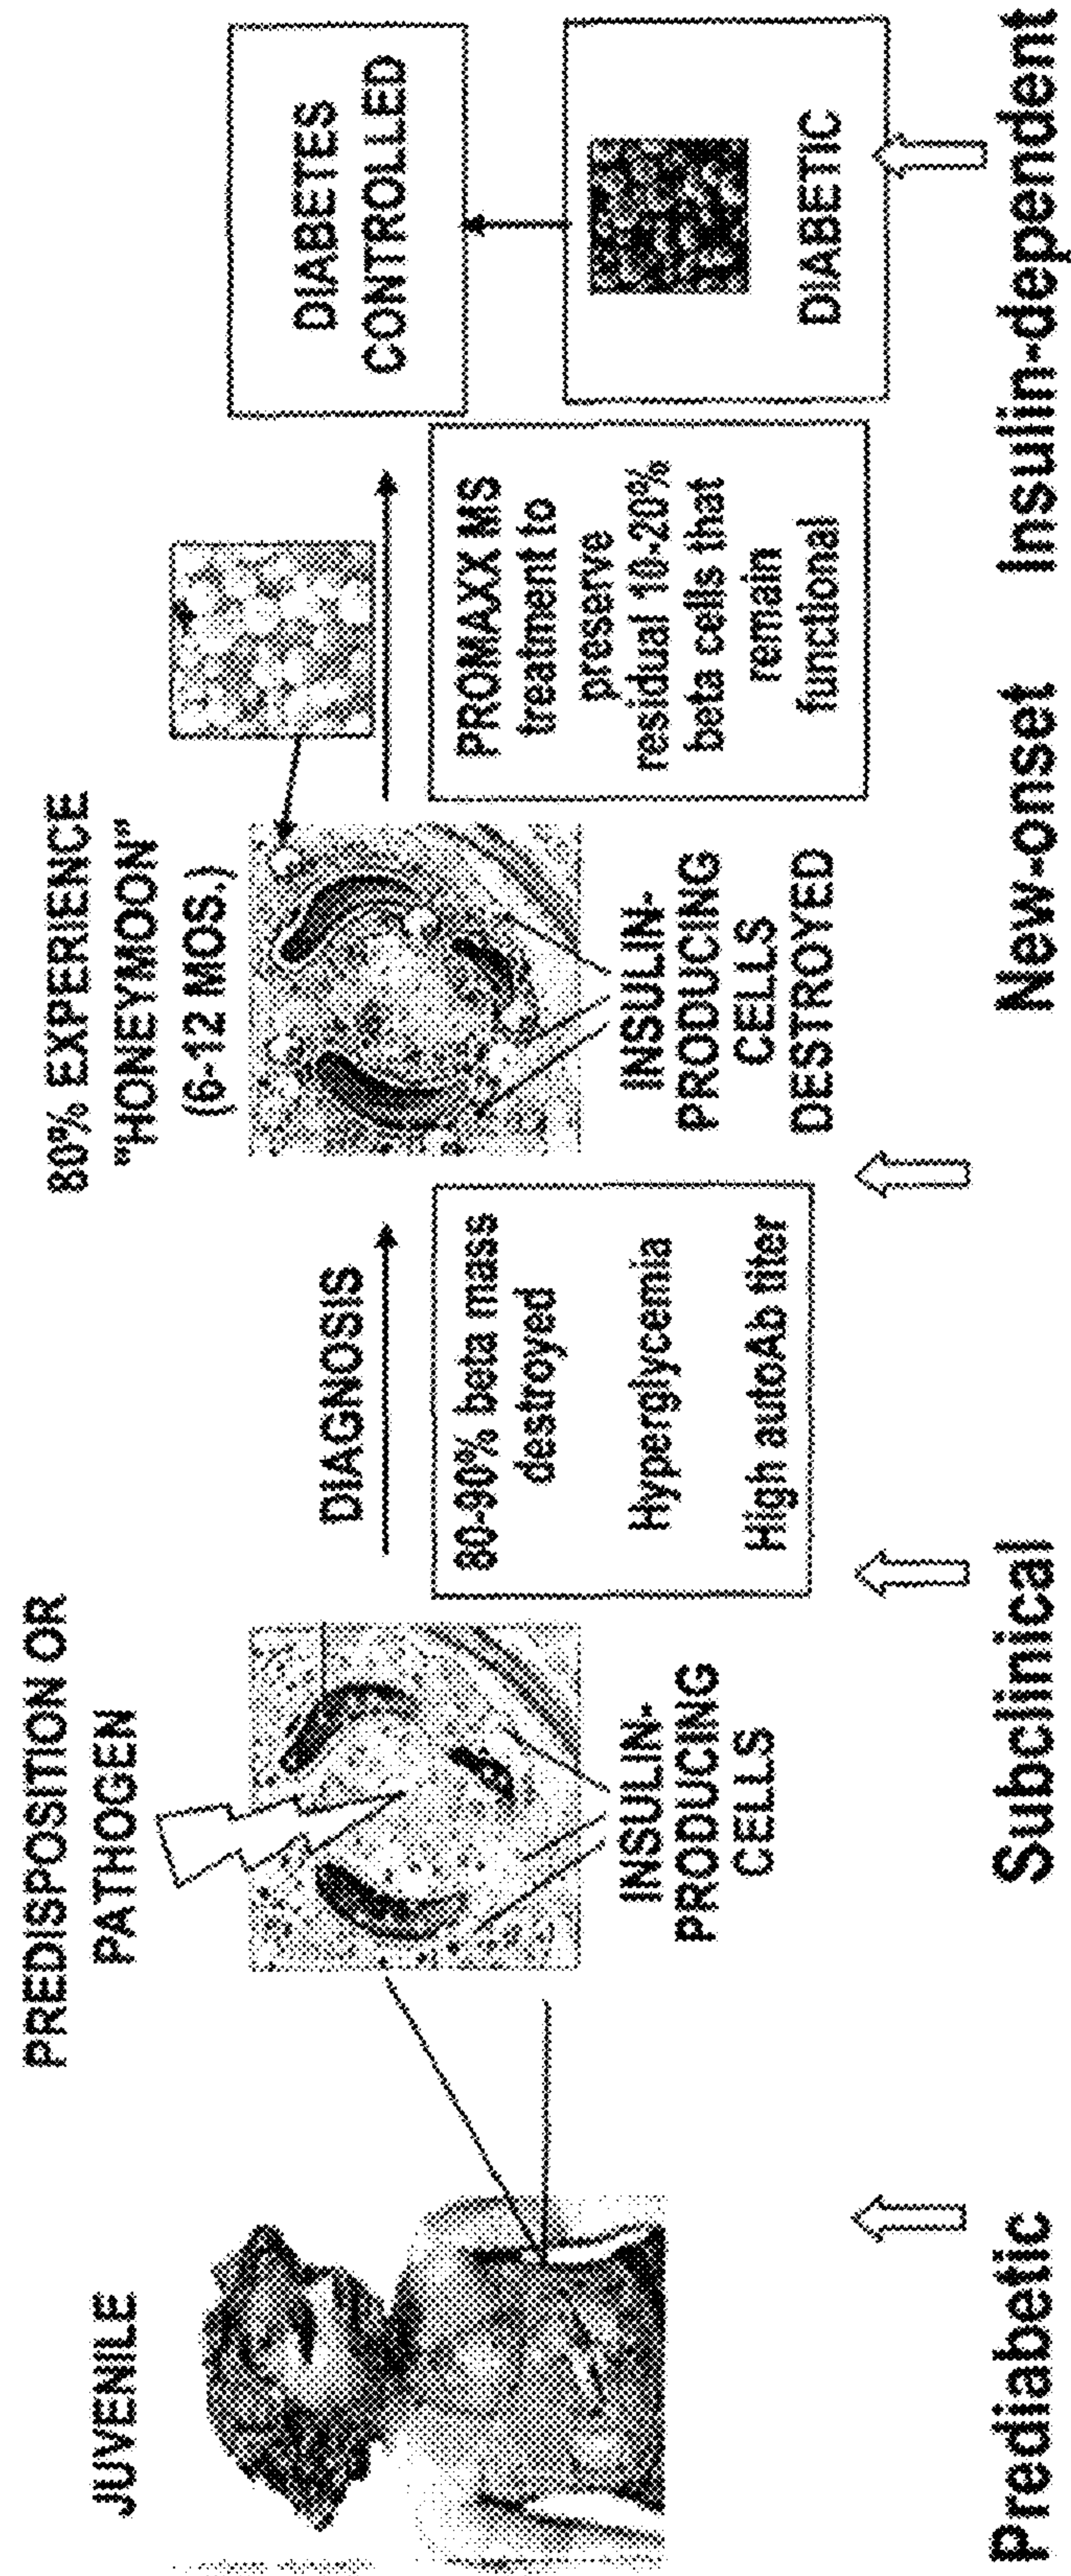 JUVENILE
PREDISPOSITION OR
PATHOGEN
INSULIN-
PRODUCING
CELLS
DIAGNOSIS
80-90% beta mass
destroyed
Hyperglycemia
High autoAb titer
80% EXPERIENCE
"HONEYMOON"
(6-12 MOS.)
INSULIN-
PRODUCING
CELLS
DESTROYED
PROMAXX MS
treatment to
preserve
residual 10-20%
beta cells that
remain
functional
DIABETES
CONTROLLED
DIABETIC
Prediabetic
Subclinical
New-onset
Insulin-dependent